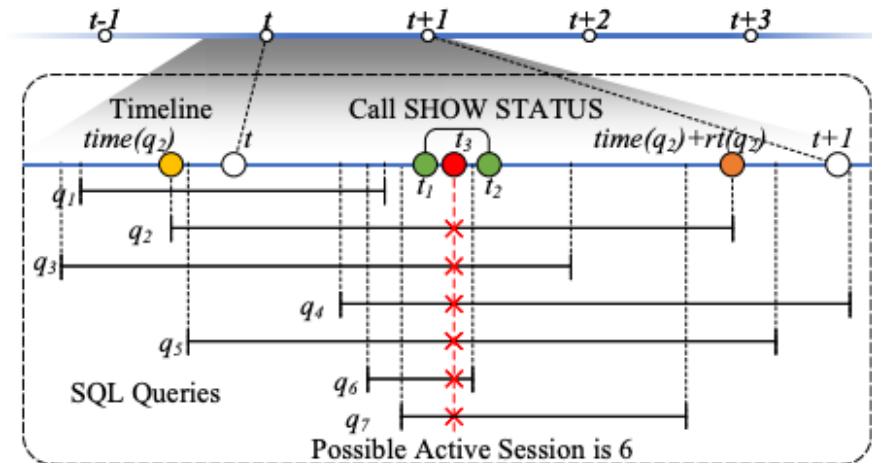 t-1 t t+1 t+2 t+3
Timeline Call SHOW STATUS
time(q₂) t t₃ time(q₂)+rt(q₂) t+1
t₁ t₂
q₁
q₂
q₃
q₄
q₅
q₆
SQL Queries
q₇
Possible Active Session is 6